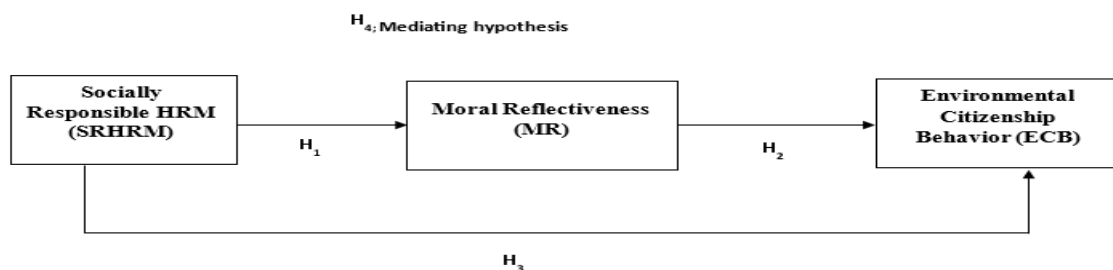 H4; Mediating hypothesis
Socially
Responsible HRM
(SRHRM)
H1
Moral Reflectiveness
(MR)
H2
Environmental
Citizenship
Behavior (ECB)
H3